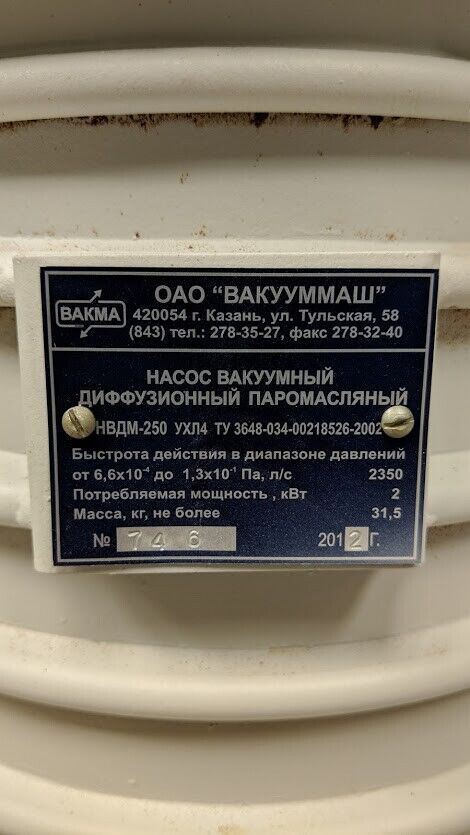 ВАКМА
ОАО "ВАКУУММАШ"
420054 г. Казань, ул. Тульская, 58
(843) тел.: 278-35-27, факс 278-32-40
НАСОС ВАКУУМНЫЙ
ДИФФУЗИОННЫЙ ПАРОМАСЛЯНЫЙ
НВДМ-250 УХЛ4 ТУ 3648-034-00218526-2002
Быстрота действия в диапазоне давлений
от 6,6x10⁻⁴ до 1,3x10⁻¹ Па, л/с 2350
Потребляемая мощность , кВт 2
Масса, кг, не более 31,5
№ 746 2012 Г.